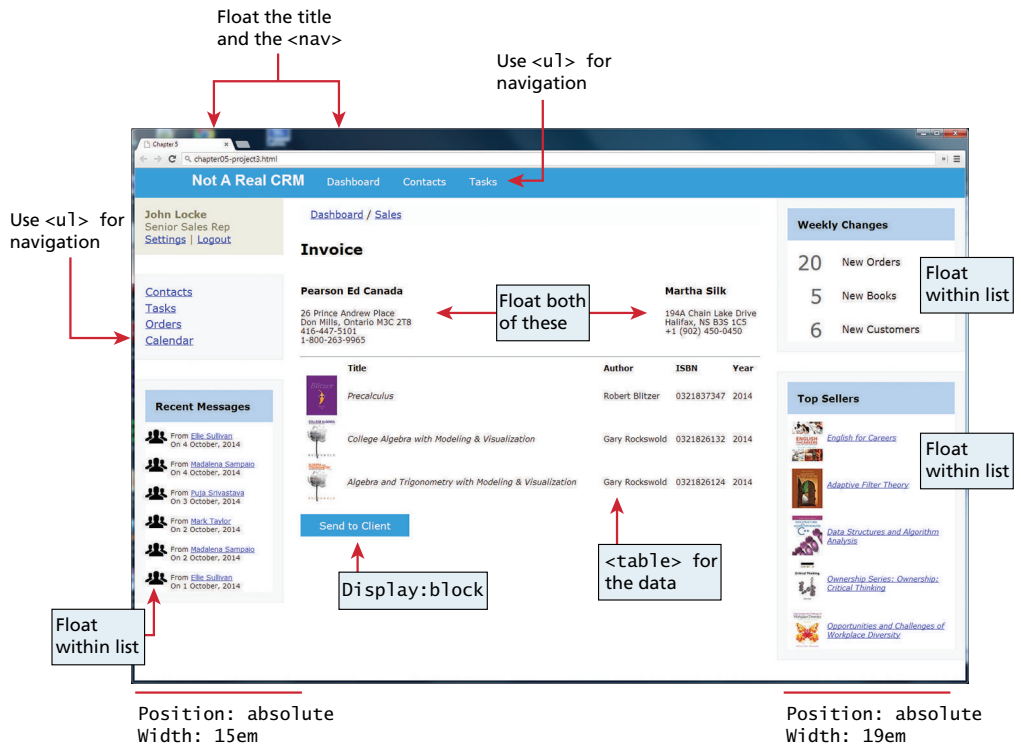 Float the title
and the <nav>
Use <ul> for
navigation
Chapter5
chapter05-project3.html
Not A Real CRM Dashboard Contacts Tasks
Use <ul> for
navigation
John Locke
Senior Sales Rep
Settings | Logout
Contacts
Tasks
Orders
Calendar
Recent Messages
From Ellie Sullivan
On 4 October, 2014
From Madalena Sampaio
On 4 October, 2014
From Puja Srivastava
On 3 October, 2014
From Mark Taylor
On 2 October, 2014
From Madalena Sampaio
On 2 October, 2014
From Ellie Sullivan
On 1 October, 2014
Float
within list
Dashboard / Sales
Invoice
Pearson Ed Canada
26 Prince Andrew Place
Don Mills, Ontario M3C 2T8
416-447-5101
1-800-263-9965
Float both
of these
Martha Silk
194A Chain Lake Drive
Halifax, NS B3S 1C5
+1 (902) 450-0450
Title Author ISBN Year
Blitzer
Precalculus Robert Blitzer 0321837347 2014
College Algebra with Modeling & Visualization Gary Rockswold 0321826132 2014
Algebra and Trigonometry with Modeling & Visualization Gary Rockswold 0321826124 2014
Send to Client
Display:block
<table> for
the data
Weekly Changes
20 New Orders
5 New Books
6 New Customers
Float
within list
Top Sellers
ENGLISH
English for Careers
Adaptive Filter Theory
C++
Data Structures and Algorithm
Analysis
Critical Thinking
Ownership Series: Ownership:
Critical Thinking
Opportunities and Challenges of
Workplace Diversity
Float
within list
Position: absolute
Width: 15em
Position: absolute
Width: 19em